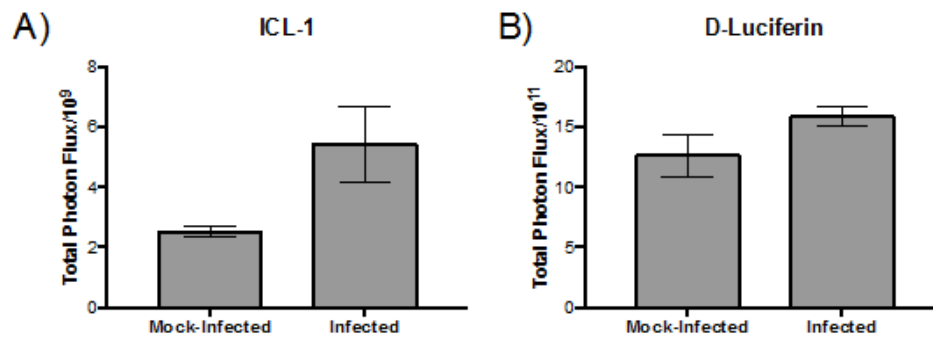 A)
ICL-1
Total Photon Flux/10⁹
8
6
4
2
0
Mock-Infected
Infected
B)
D-Luciferin
Total Photon Flux/10¹¹
20
15
10
5
0
Mock-Infected
Infected